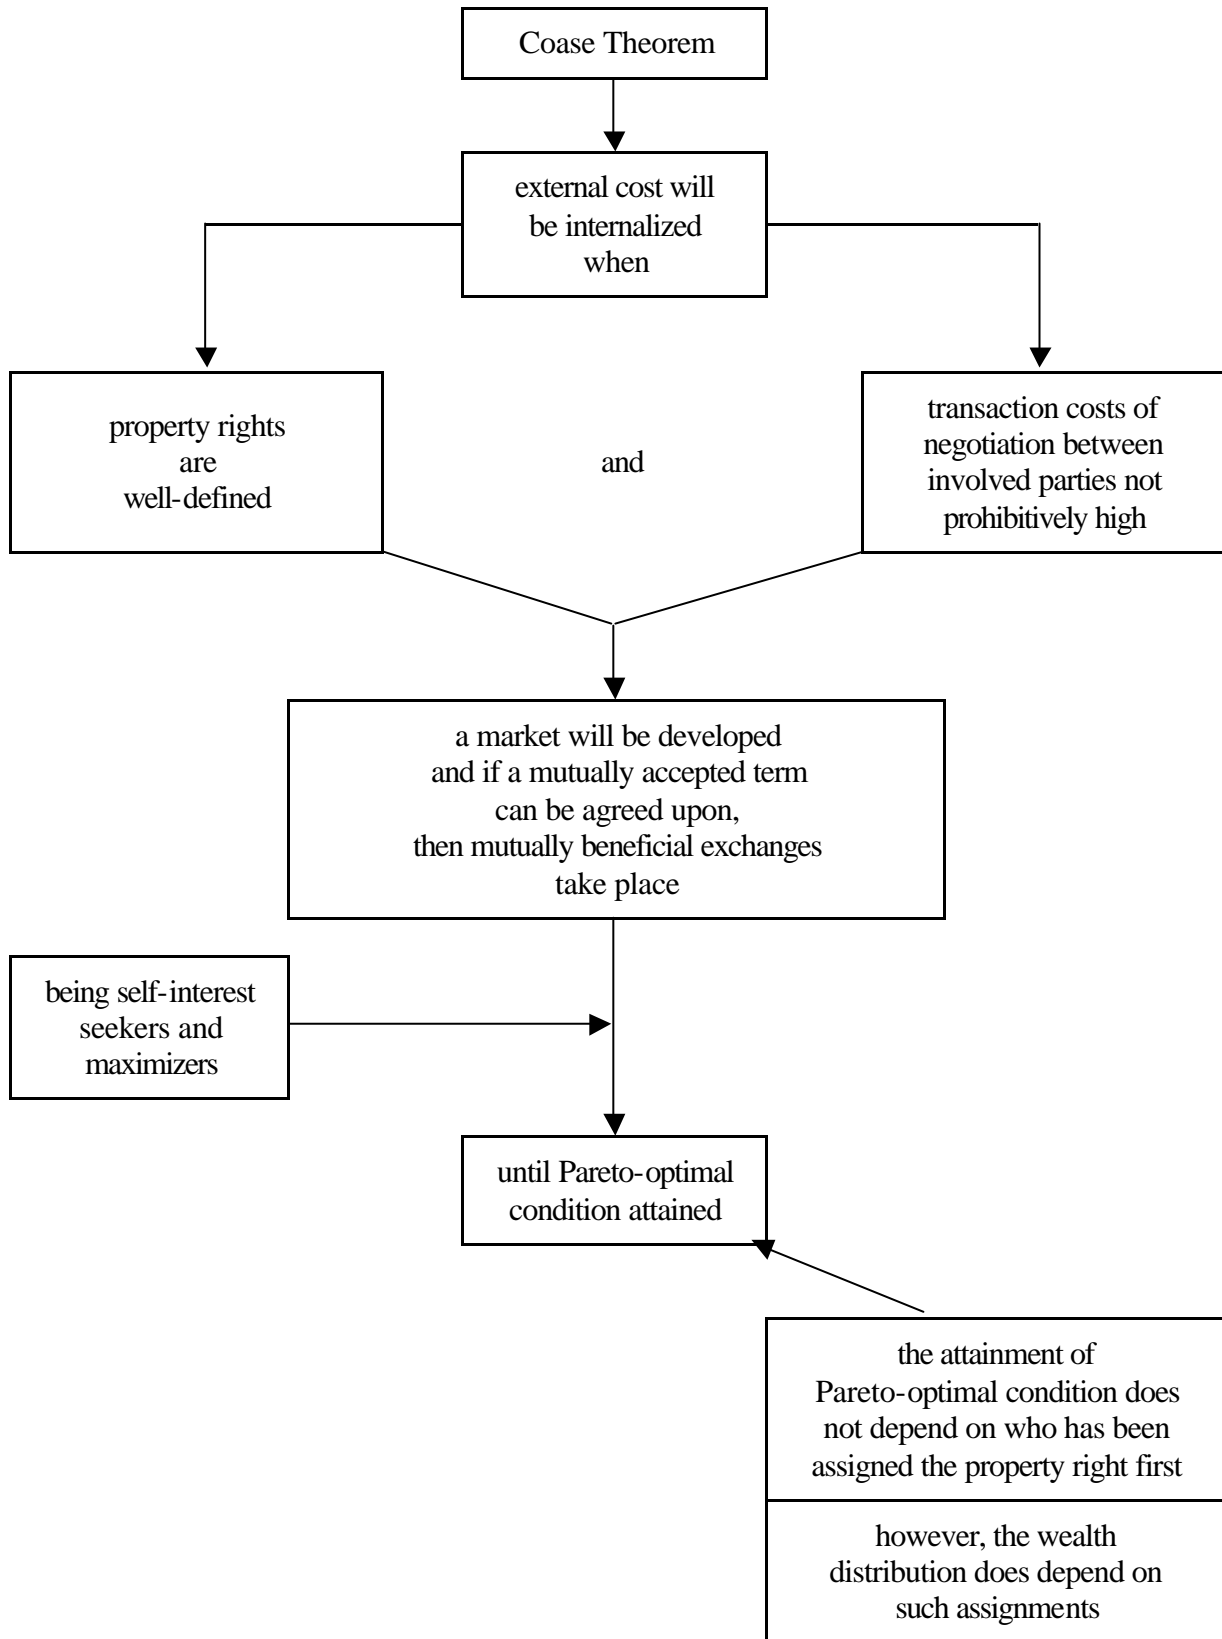 Coase Theorem
external cost will
be internalized
when
property rights
are
well-defined
and
transaction costs of
negotiation between
involved parties not
prohibitively high
a market will be developed
and if a mutually accepted term
can be agreed upon,
then mutually beneficial exchanges
take place
being self-interest
seekers and
maximizers
until Pareto-optimal
condition attained
the attainment of
Pareto-optimal condition does
not depend on who has been
assigned the property right first
however, the wealth
distribution does depend on
such assignments